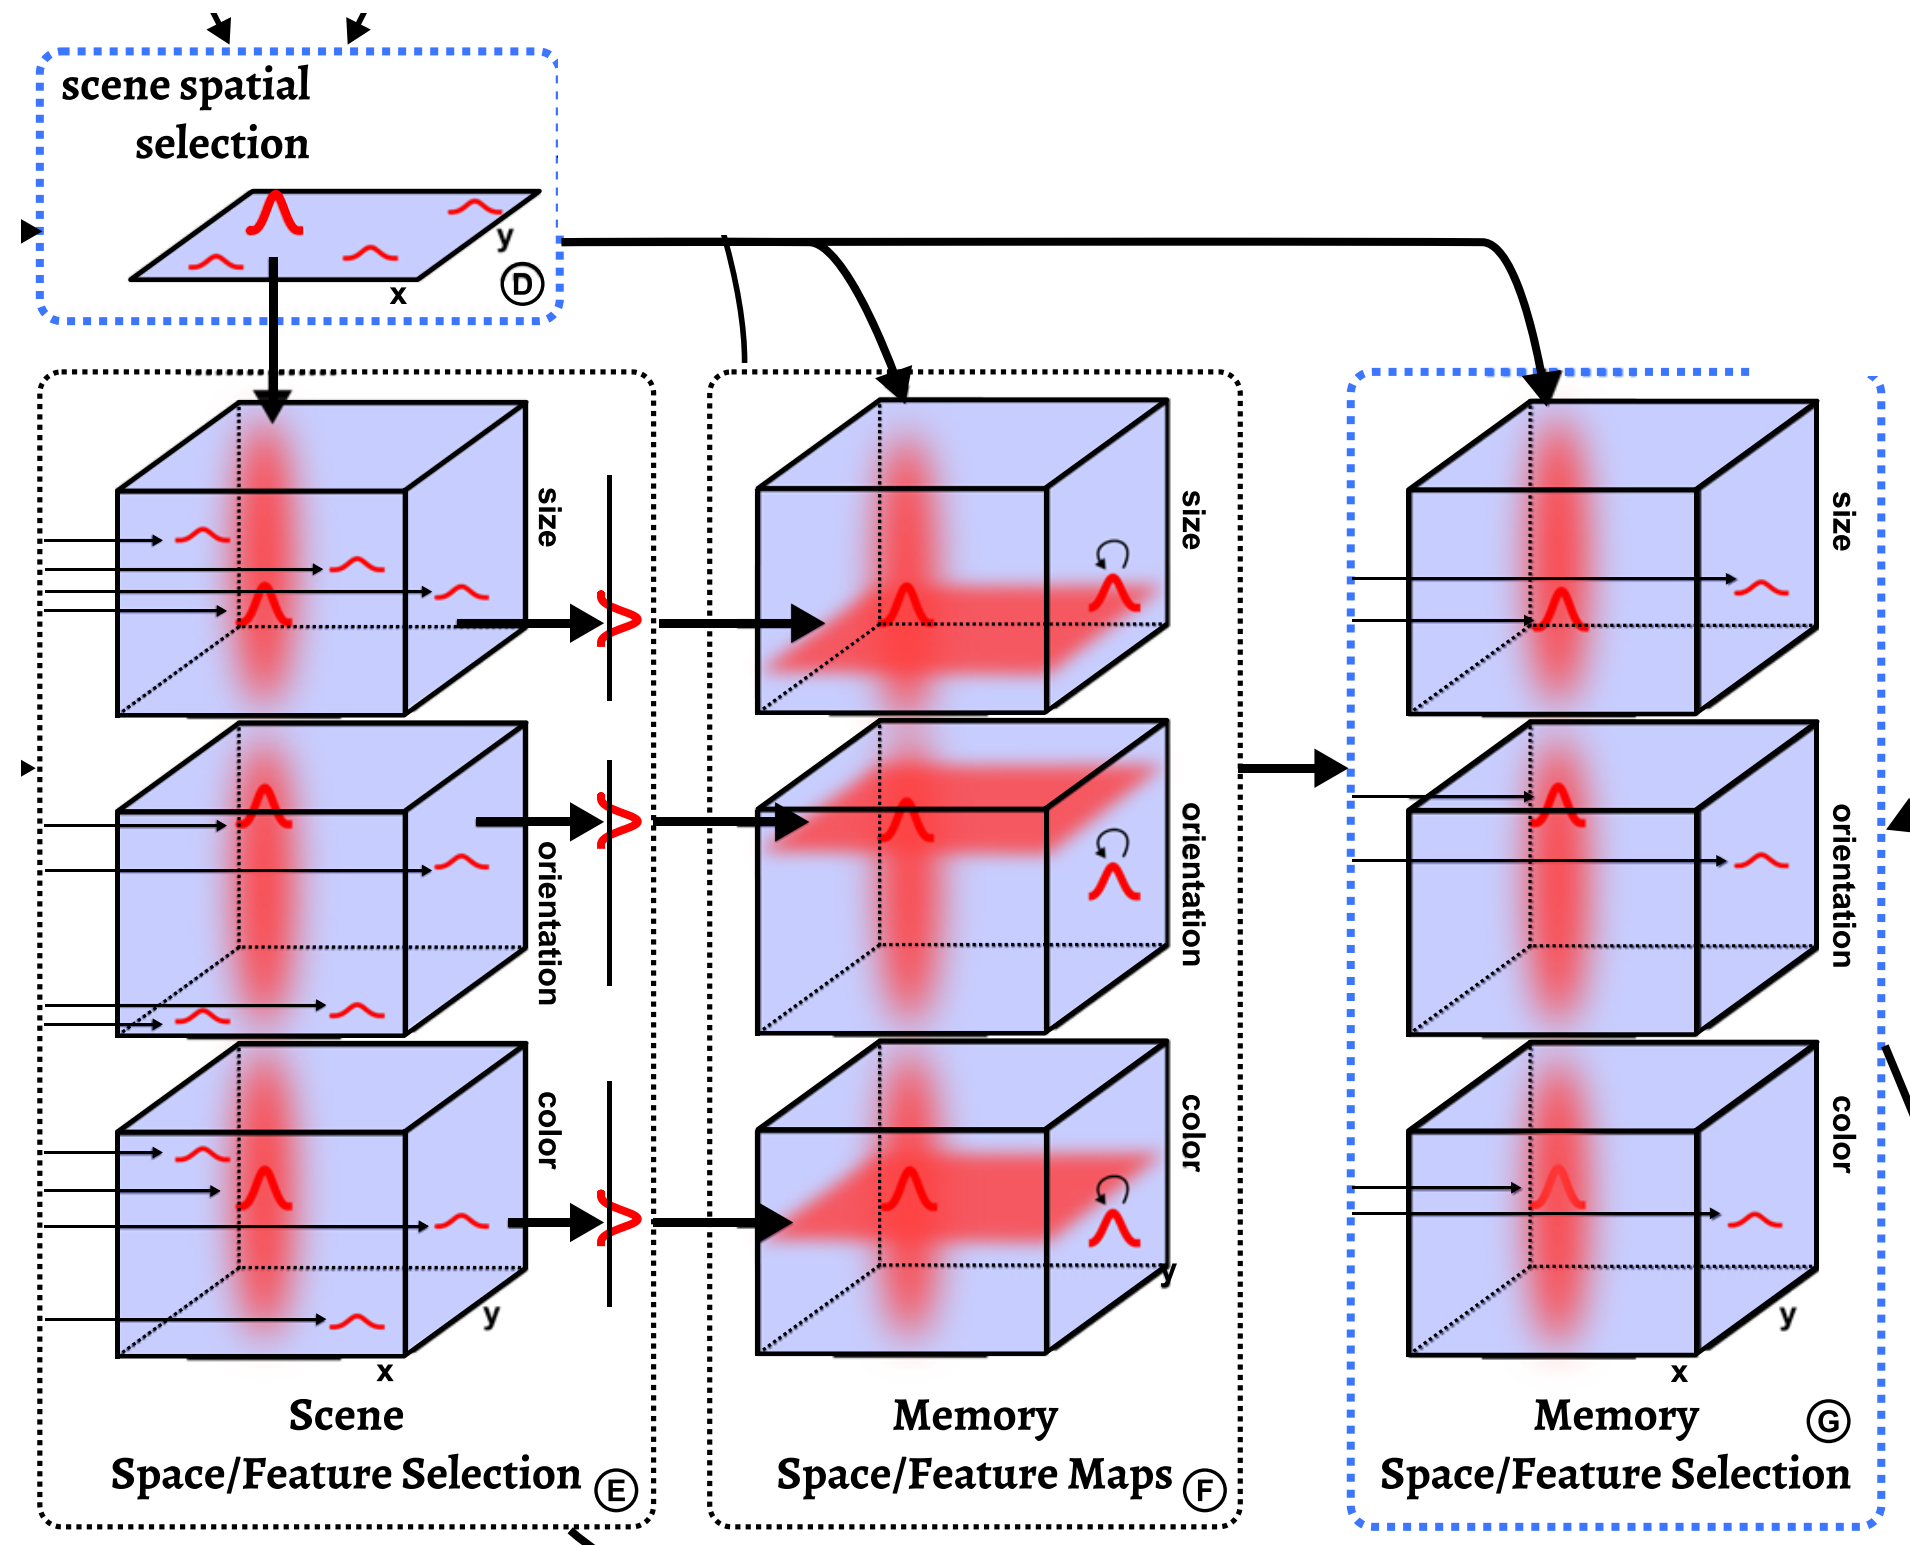 scene spatial
selection
y
x
D
size
orientation
color
y
x
Scene
Space/Feature Selection
E
size
orientation
color
y
Memory
Space/Feature Maps
F
size
orientation
color
y
x
Memory
Space/Feature Selection
G